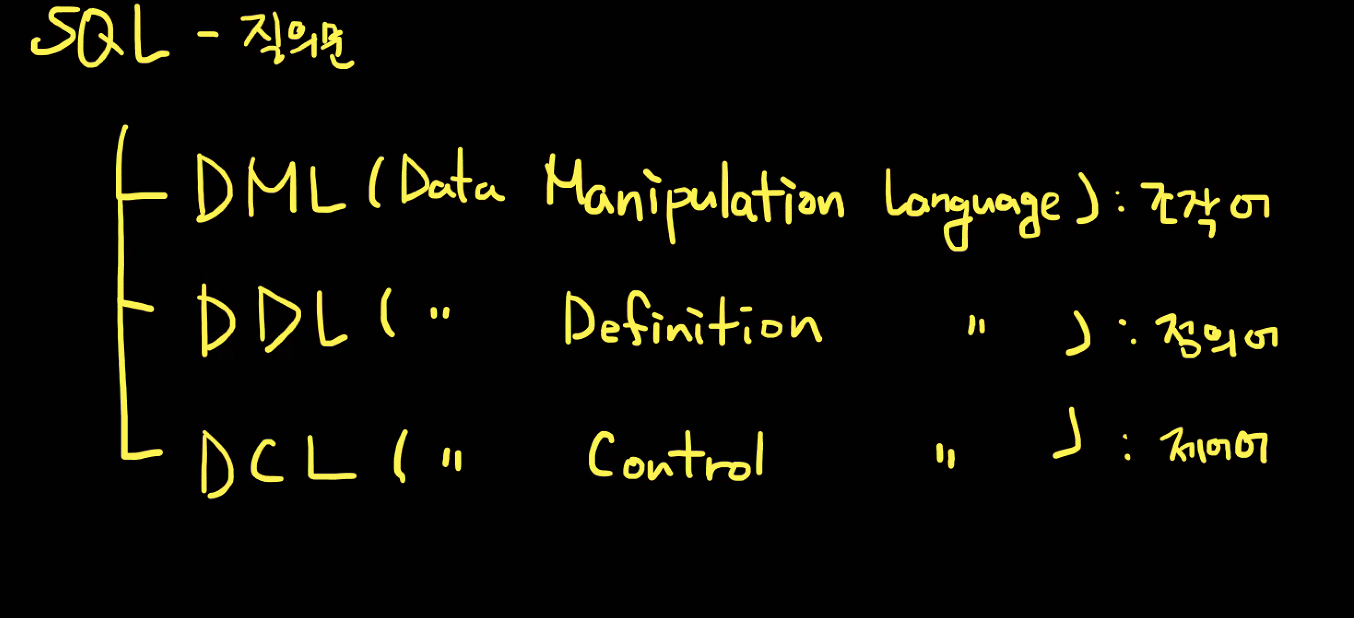 SQL - 질의문
DML (Data Manipulation Language) : 조작어
DDL ( " Definition " ) : 정의어
DCL ( " Control " ) : 제어어